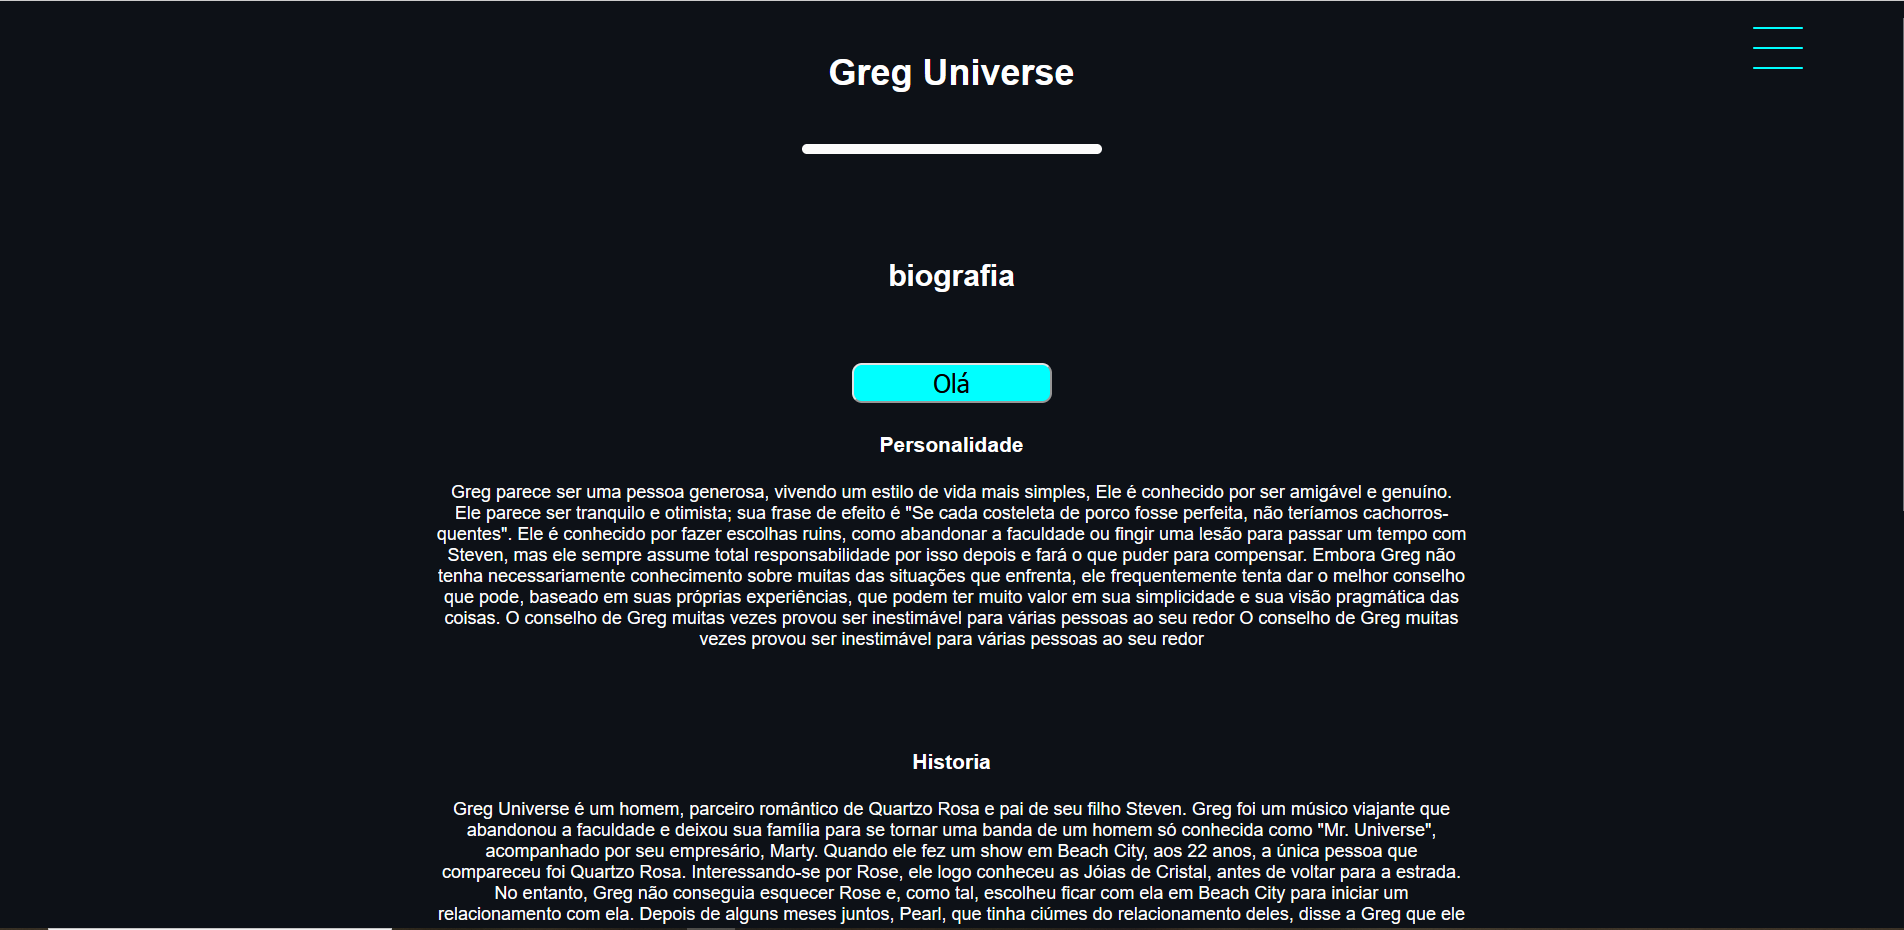 Greg Universe
biografia
Olá
Personalidade
Greg parece ser uma pessoa generosa, vivendo um estilo de vida mais simples, Ele é conhecido por ser amigável e genuíno.
Ele parece ser tranquilo e otimista; sua frase de efeito é "Se cada costeleta de porco fosse perfeita, não teríamos cachorros-
quentes". Ele é conhecido por fazer escolhas ruins, como abandonar a faculdade ou fingir uma lesão para passar um tempo com
Steven, mas ele sempre assume total responsabilidade por isso depois e fará o que puder para compensar. Embora Greg não
tenha necessariamente conhecimento sobre muitas das situações que enfrenta, ele frequentemente tenta dar o melhor conselho
que pode, baseado em suas próprias experiências, que podem ter muito valor em sua simplicidade e sua visão pragmática das
coisas. O conselho de Greg muitas vezes provou ser inestimável para várias pessoas ao seu redor O conselho de Greg muitas
vezes provou ser inestimável para várias pessoas ao seu redor
Historia
Greg Universe é um homem, parceiro romântico de Quartzo Rosa e pai de seu filho Steven. Greg foi um músico viajante que
abandonou a faculdade e deixou sua família para se tornar uma banda de um homem só conhecida como "Mr. Universe",
acompanhado por seu empresário, Marty. Quando ele fez um show em Beach City, aos 22 anos, a única pessoa que
compareceu foi Quartzo Rosa. Interessando-se por Rose, ele logo conheceu as Jóias de Cristal, antes de voltar para a estrada.
No entanto, Greg não conseguia esquecer Rose e, como tal, escolheu ficar com ela em Beach City para iniciar um
relacionamento com ela. Depois de alguns meses juntos, Pearl, que tinha ciúmes do relacionamento deles, disse a Greg que ele